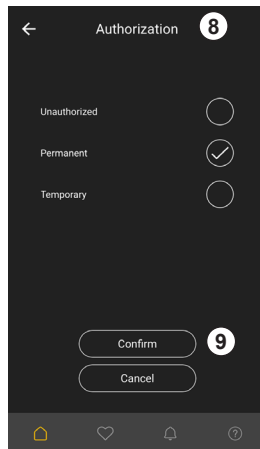 Authorization 8
Unauthorized
Permanent
Temporary
Confirm 9
Cancel
?